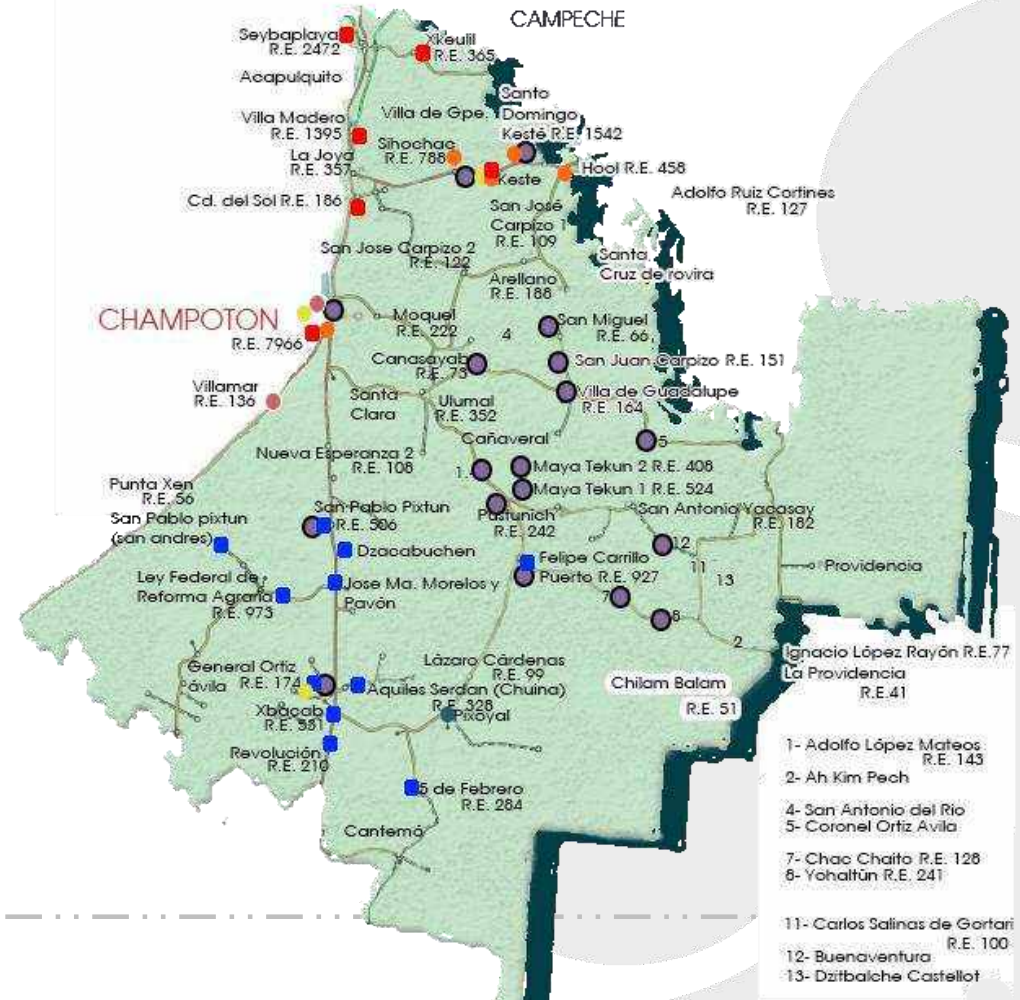 CAMPECHE
Seybaplaya
R.E. 2472
Xkeulil
R.E. 365
Acapulquito
Villa Madero
R.E. 1395
Villa de Gpe.
Santo
Domingo
Kesté R.E. 1542
Sihochac
R.E. 788
La Joya
R.E. 357
Keste
Hool R.E. 458
Cd. del Sol R.E. 186
Adolfo Ruiz Cortines
R.E. 127
San José
Carpizo 1
R.E. 109
San Jose Carpizo 2
R.E. 122
Santa
Cruz de rovira
Arellano
R.E. 188
CHAMPOTON
R.E. 7966
Moquel
R.E. 222
4
San Miguel
R.E. 66
Canasayab
R.E. 73
San Juan Carpizo R.E. 151
Villamar
R.E. 136
Santa
Clara
Ulumal
R.E. 352
Villa de Guadalupe
R.E. 164
Cañaveral
5
Nueva Esperanza 2
R.E. 108
1.
Maya Tekun 2 R.E. 408
Maya Tekun 1 R.E. 524
Punta Xen
R.E. 56
San Pablo Pixtun
R.E. 506
Pustunich
R.E. 242
San Antonio Yacasay
R.E. 182
San Pablo pixtun
(san andres)
Dzacabuchen
Felipe Carrillo
Puerto R.E. 927
12
11
13
Providencia
Ley Federal de
Reforma Agraria
R.E. 973
Jose Ma. Morelos y
Pavón
7
8
2
Ignacio López Rayón R.E.77
La Providencia
R.E.41
General Ortiz
ávila
R.E. 174
Lázaro Cárdenas
R.E. 99
Aquiles Serdan (Chuina)
R.E. 328
Chilam Balam
R.E. 51
Xbacab
R.E. 551
Pixoyal
Revolución
R.E. 210
5 de Febrero
R.E. 284
Cantemó
1- Adolfo López Mateos
R.E. 143
2- Ah Kim Pech
4- San Antonio del Rio
5- Coronel Ortiz Avila
7- Chac Chaito R.E. 128
8- Yohaltún R.E. 241
11- Carlos Salinas de Gortari
R.E. 100
12- Buenaventura
13- Dzitbalche Castellot